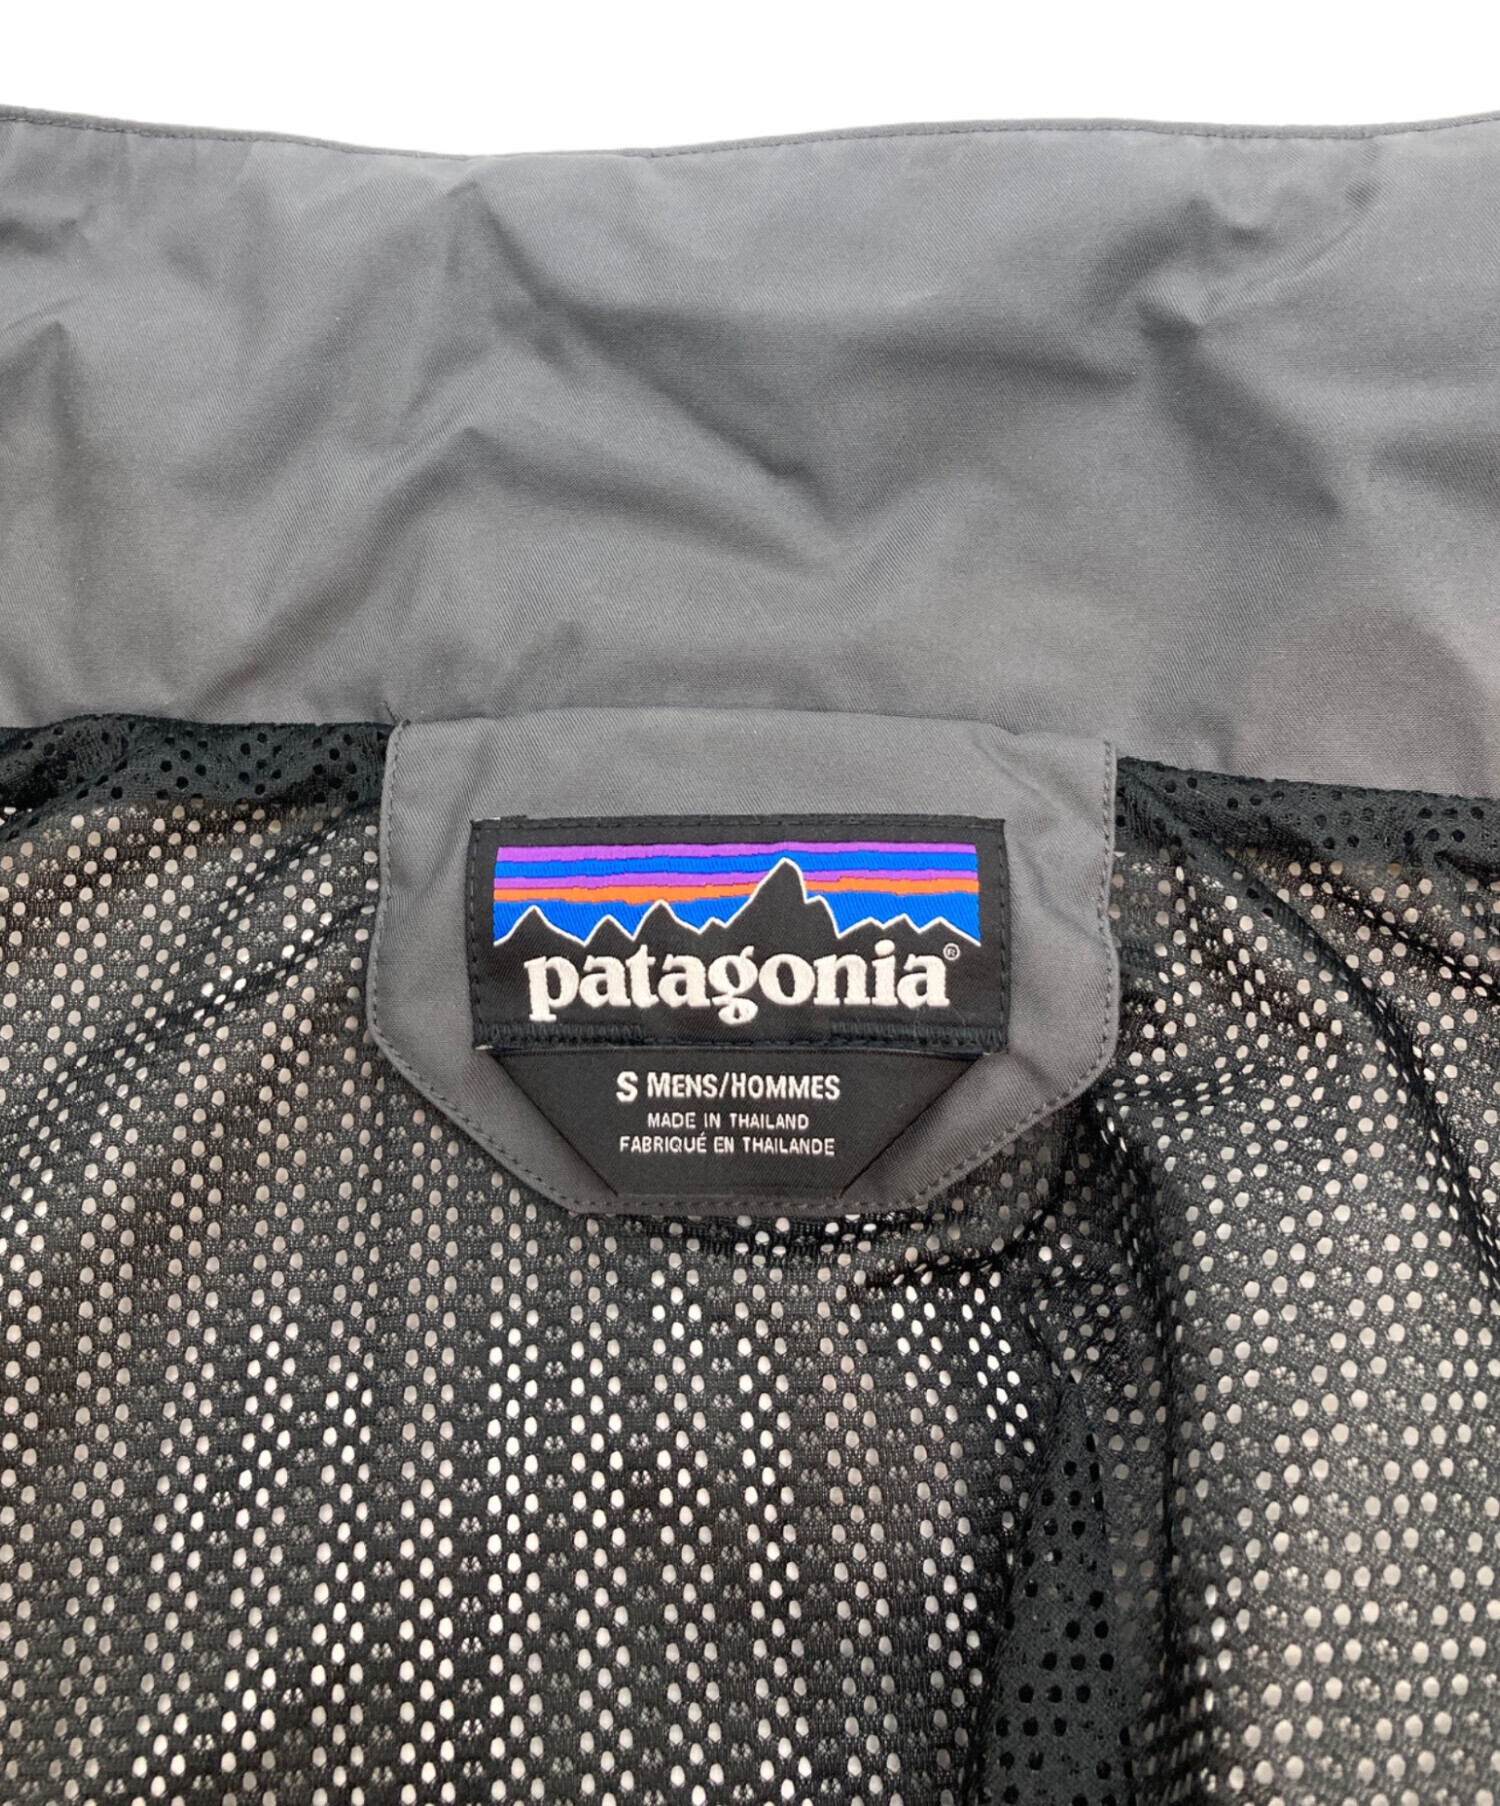 patagonia®
S MENS/HOMMES
MADE IN THAILAND
FABRIQUÉ EN THAILANDE